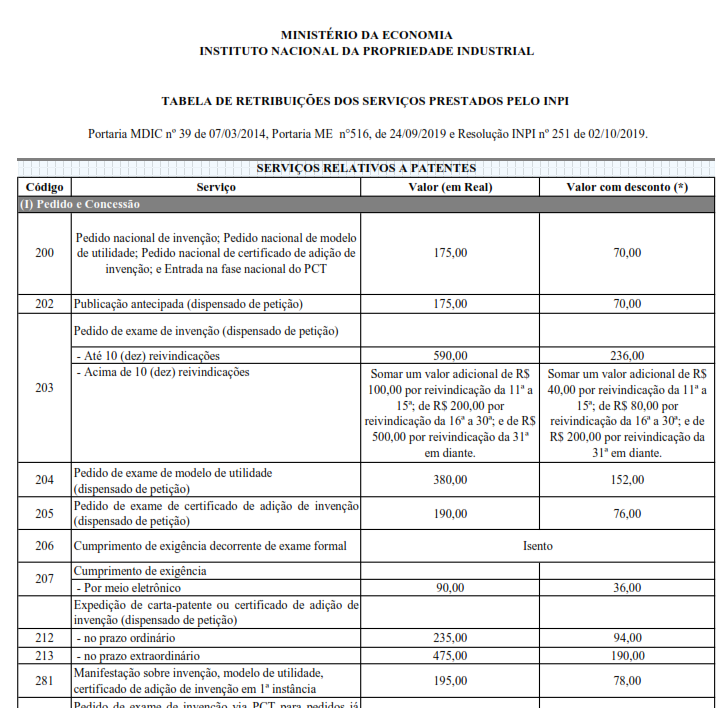 MINISTÉRIO DA ECONOMIA
INSTITUTO NACIONAL DA PROPRIEDADE INDUSTRIAL
TABELA DE RETRIBUIÇÕES DOS SERVIÇOS PRESTADOS PELO INPI
Portaria MDIC nº 39 de 07/03/2014, Portaria ME n°516, de 24/09/2019 e Resolução INPI nº 251 de 02/10/2019.
SERVIÇOS RELATIVOS A PATENTES
Código Serviço Valor (em Real) Valor com desconto (*)
(I) Pedido e Concessão
Pedido nacional de invenção; Pedido nacional de modelo
200 de utilidade; Pedido nacional de certificado de adição de 175,00 70,00
invenção; e Entrada na fase nacional do PCT
202 Publicação antecipada (dispensado de petição) 175,00 70,00
203
Pedido de exame de invenção (dispensado de petição)
- Até 10 (dez) reivindicações 590,00 236,00
- Acima de 10 (dez) reivindicações
Somar um valor adicional de R$
100,00 por reivindicação da 11ª a
15ª; de R$ 200,00 por
reivindicação da 16ª a 30ª; e de R$
500,00 por reivindicação da 31ª
em diante.
Somar um valor adicional de R$
40,00 por reivindicação da 11ª a
15ª; de R$ 80,00 por
reivindicação da 16ª a 30ª; e de
R$ 200,00 por reivindicação da
31ª em diante.
204 Pedido de exame de modelo de utilidade 380,00 152,00
(dispensado de petição)
205 Pedido de exame de certificado de adição de invenção 190,00 76,00
(dispensado de petição)
206 Cumprimento de exigência decorrente de exame formal Isento
207 Cumprimento de exigência
- Por meio eletrônico 90,00 36,00
Expedição de carta-patente ou certificado de adição de
invenção (dispensado de petição)
212 - no prazo ordinário 235,00 94,00
213 - no prazo extraordinário 475,00 190,00
281 Manifestação sobre invenção, modelo de utilidade, 195,00 78,00
certificado de adição de invenção em 1ª instância
Pedido de exame de invenção via PCT para pedidos já